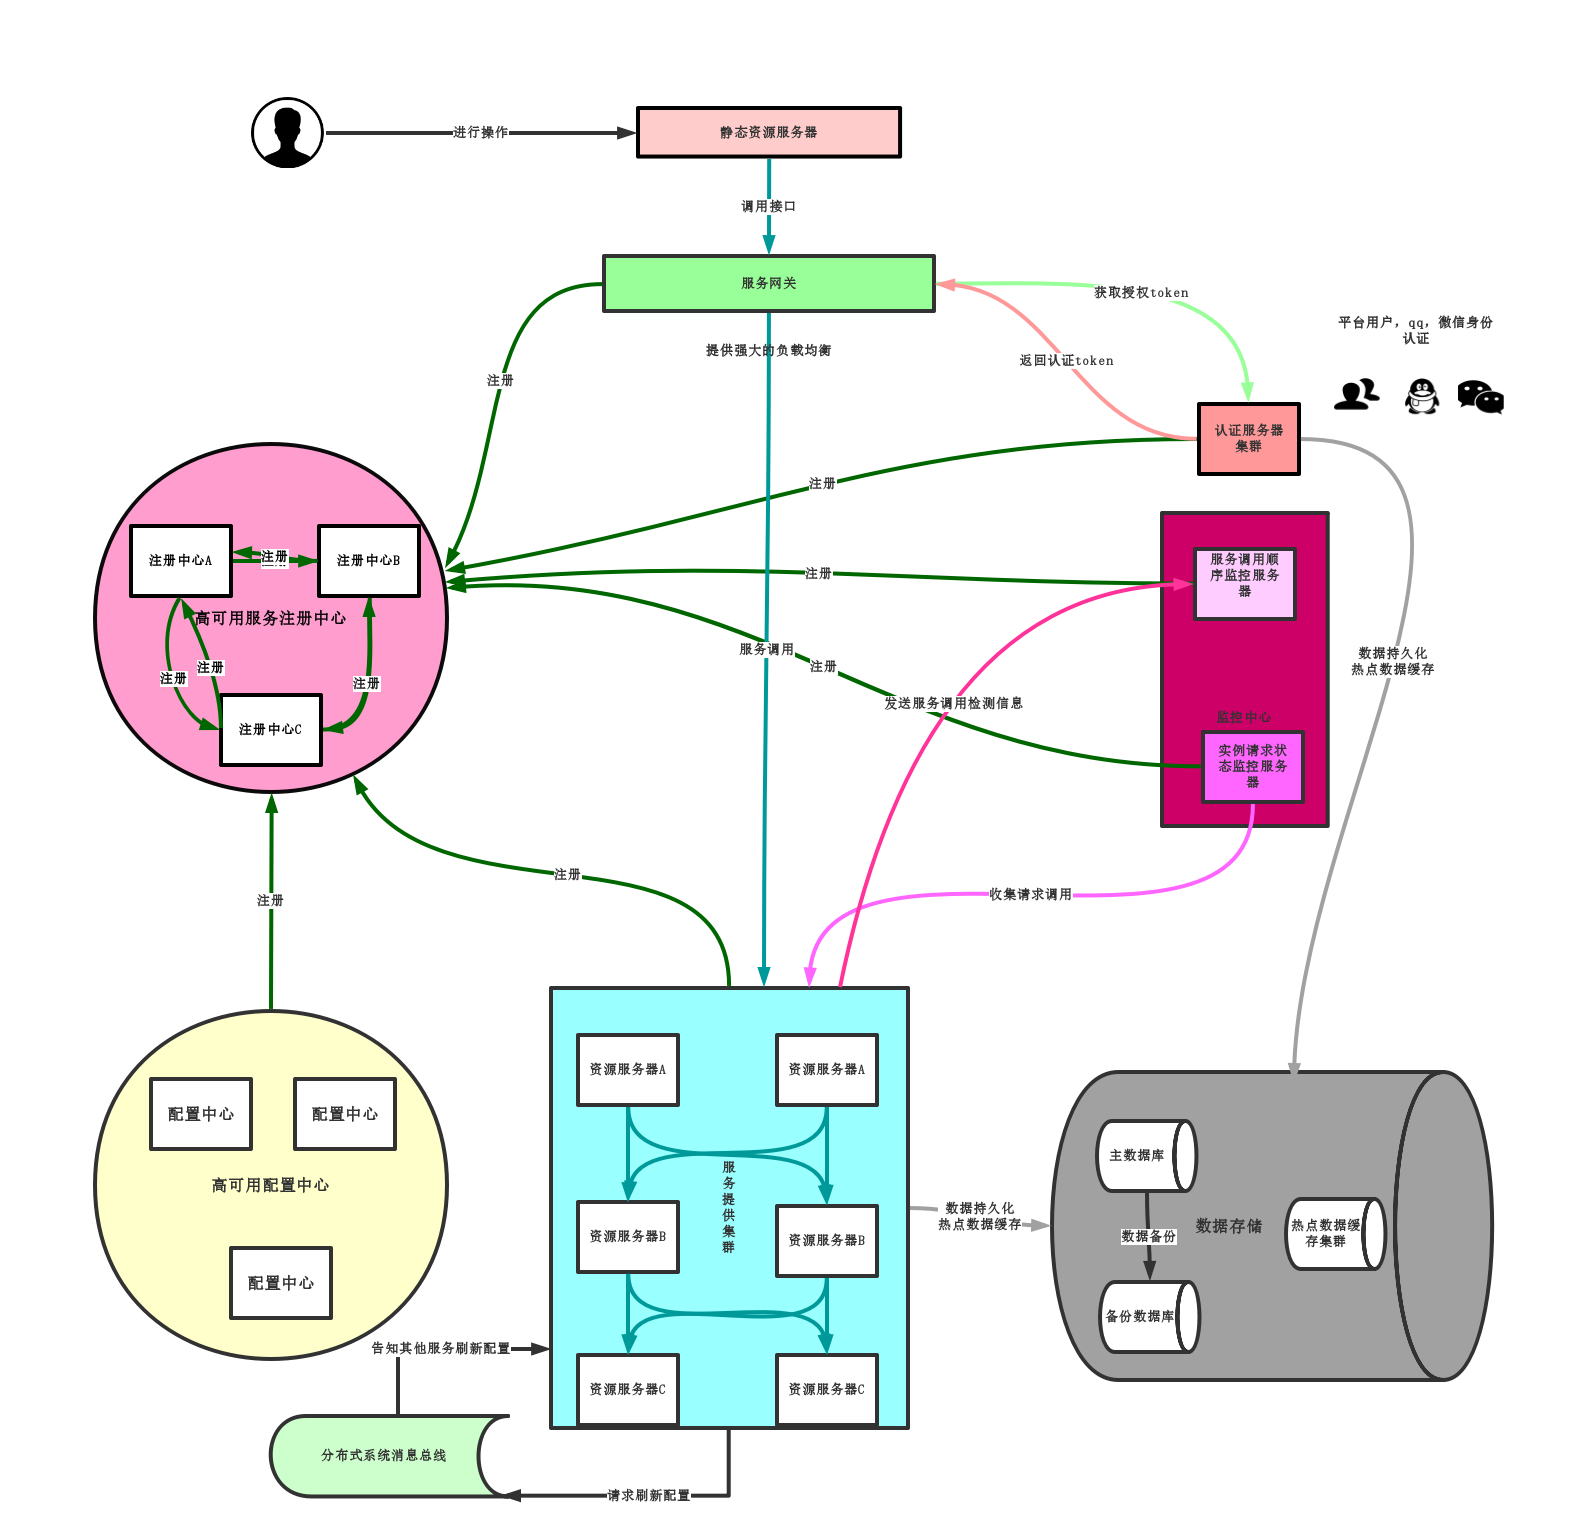 进行操作
静态资源服务器
调用接口
服务网关
获取授权token
平台用户，qq，微信身份
认证
提供强大的负载均衡
返回认证token
注册
认证服务器
集群
注册
注册中心A
注册
注册中心B
高可用服务注册中心
注册
注册
注册
注册中心C
注册
服务调用顺
序监控服务
器
服务调用
注册
数据持久化
热点数据缓存
发送服务调用检测信息
监控中心
实例请求状
态监控服务
器
注册
注册
收集请求调用
配置中心
配置中心
高可用配置中心
配置中心
资源服务器A
资源服务器A
服
务
提
供
集
群
资源服务器B
资源服务器B
资源服务器C
资源服务器C
数据持久化
热点数据缓存
主数据库
数据备份
数据存储
热点数据缓
存集群
备份数据库
告知其他服务刷新配置
分布式系统消息总线
请求刷新配置